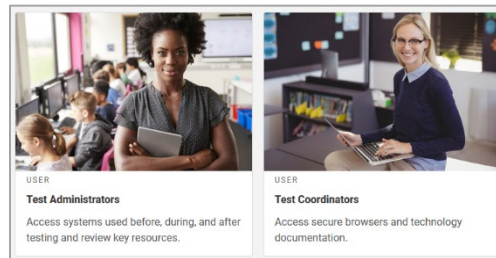 USER
Test Administrators
Access systems used before, during, and after
testing and review key resources.
USER
Test Coordinators
Access secure browsers and technology
documentation.